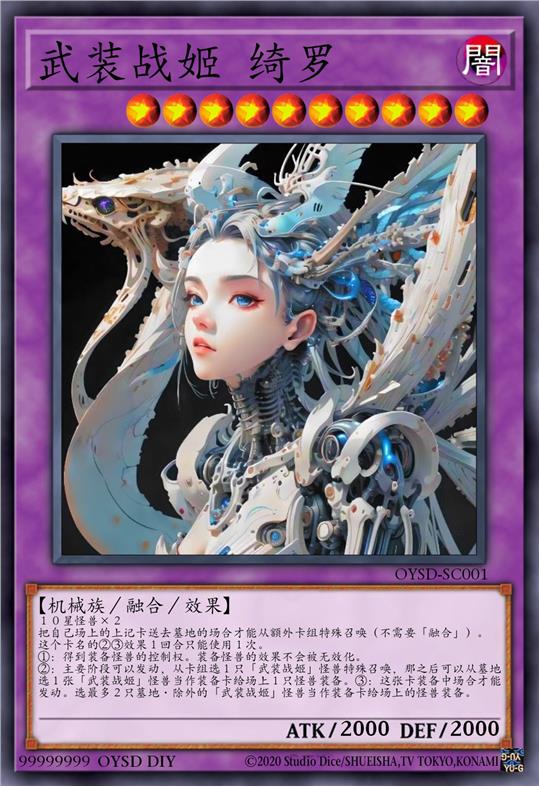 武装战姬 绮罗
闇
OYSD-SC001
【机械族／融合／效果】
１０星怪兽×２
把自己场上的上记卡送去墓地的场合才能从额外卡组特殊召唤（不需要「融合」）。
这个卡名的②③效果１回合只能使用１次。
①：得到装备怪兽的控制权。装备怪兽的效果不会被无效化。
②：主要阶段可以发动。从卡组选１只「武装战姬」怪兽特殊召唤，那之后可以从墓地
选１张「武装战姬」怪兽当作装备卡给场上１只怪兽装备。③：这张卡装备中场合才能
发动。选最多２只墓地・除外的「武装战姬」怪兽当作装备卡给场上的怪兽装备。
ATK/2000 DEF/2000
99999999 OYSD DIY ©2020 Studio Dice/SHUEISHA,TV TOKYO,KONAMI